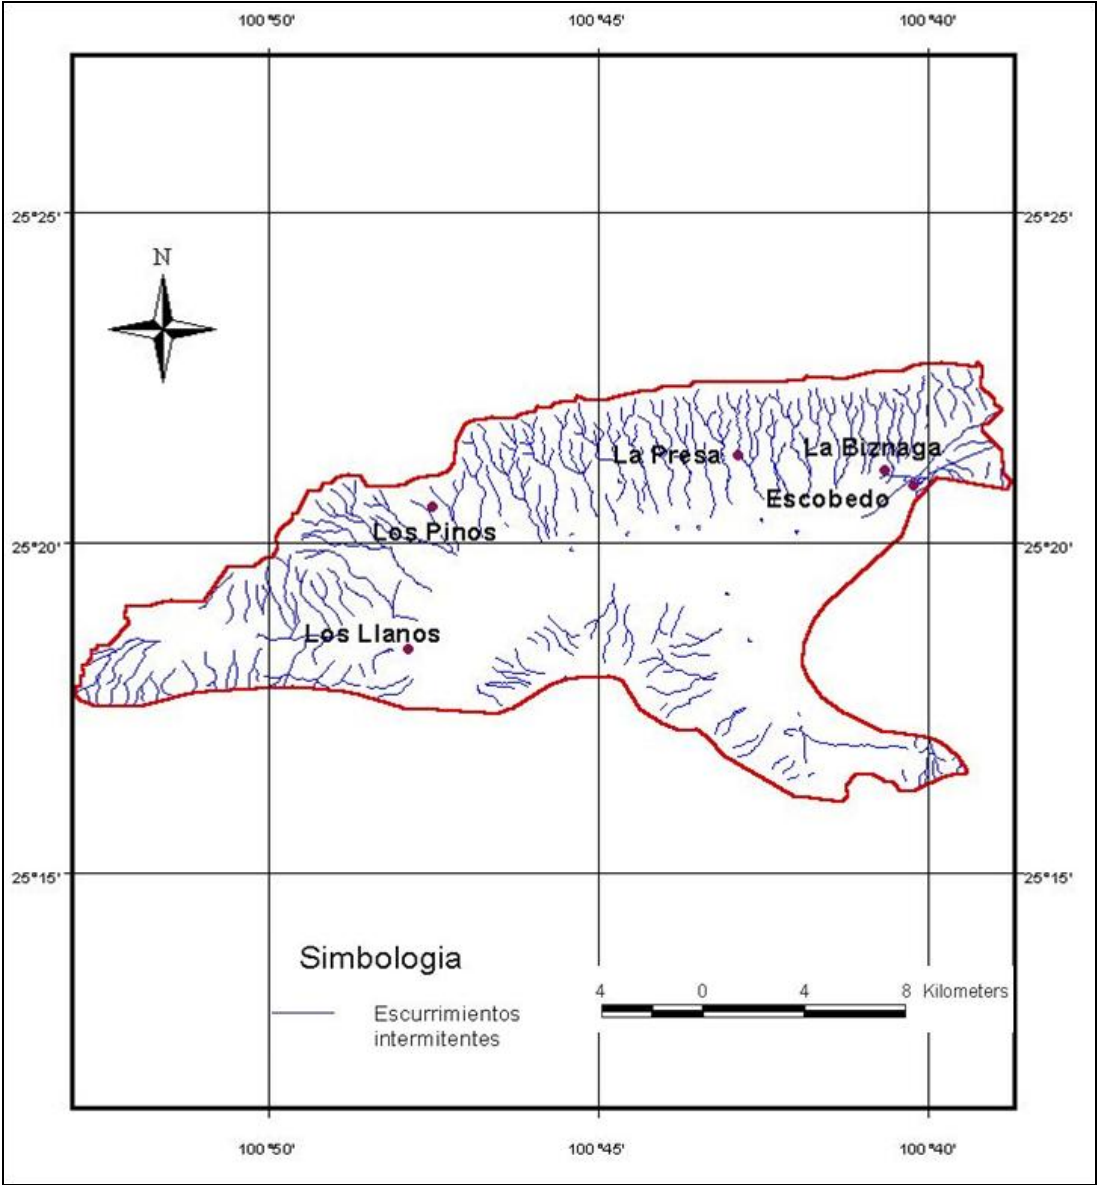 100°50' 100°45' 100°40'
25°25' 25°25'
N
La Presa
La Biznaga
Escobedo
Los Pinos
25°20' 25°20'
Los Llanos
25°15' 25°15'
Simbologia
Escurrimientos
intermitentes
4 0 4 8 Kilometers
100°50' 100°45' 100°40'